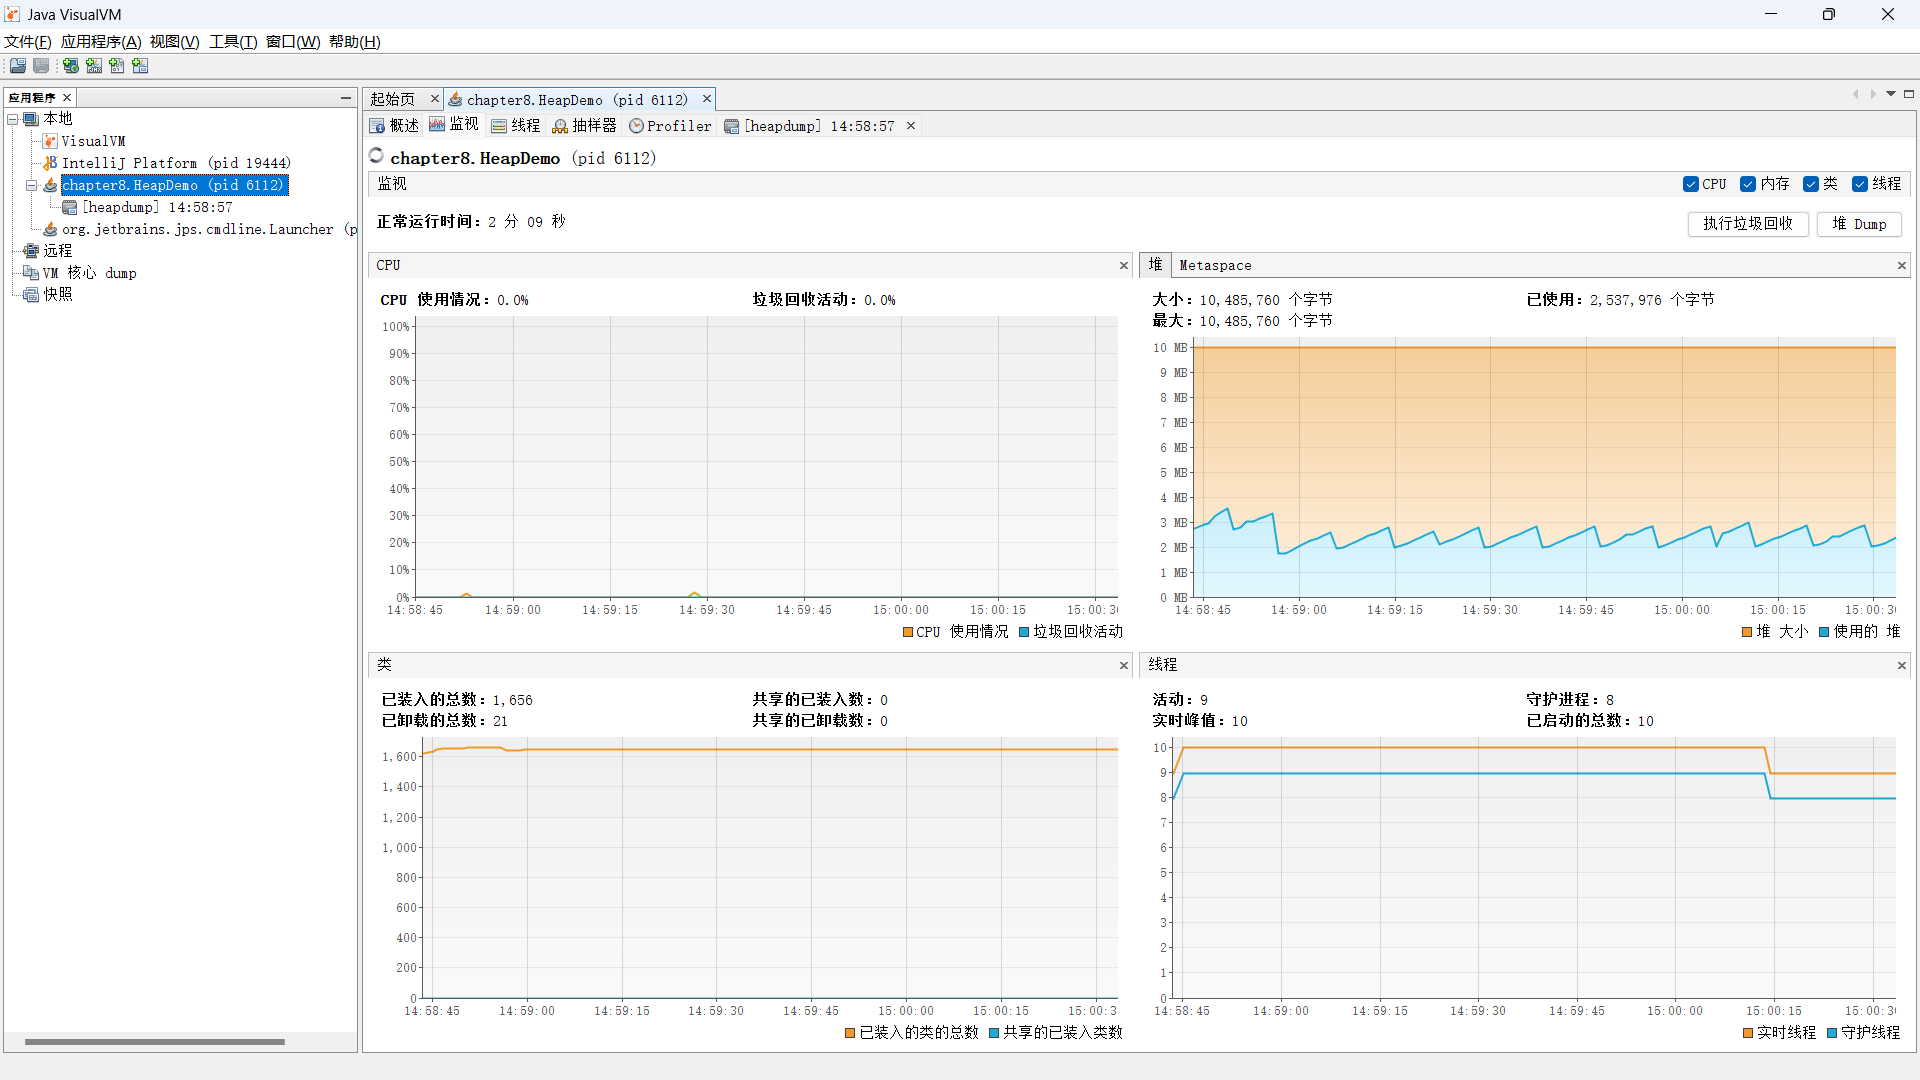 Java VisualVM
文件(F) 应用程序(A) 视图(V) 工具(T) 窗口(W) 帮助(H)
应用程序
本地
VisualVM
IntelliJ Platform (pid 19444)
chapter8.HeapDemo (pid 6112)
[heapdump] 14:58:57
org.jetbrains.jps.cmdline.Launcher (p
远程
VM 核心 dump
快照
起始页 chapter8.HeapDemo (pid 6112)
概述 监视 线程 抽样器 Profiler [heapdump] 14:58:57
chapter8.HeapDemo (pid 6112)
监视 CPU 内存 类 线程
正常运行时间: 2 分 09 秒 执行垃圾回收 堆 Dump
CPU
CPU 使用情况: 0.0% 垃圾回收活动: 0.0%
100%
90%
80%
70%
60%
50%
40%
30%
20%
10%
0%
14:58:45 14:59:00 14:59:15 14:59:30 14:59:45 15:00:00 15:00:15 15:00:3
CPU 使用情况 垃圾回收活动
堆 Metaspace
大小: 10,485,760 个字节 已使用: 2,537,976 个字节
最大: 10,485,760 个字节
10 MB
9 MB
8 MB
7 MB
6 MB
5 MB
4 MB
3 MB
2 MB
1 MB
0 MB
14:58:45 14:59:00 14:59:15 14:59:30 14:59:45 15:00:00 15:00:15 15:00:3
堆 大小 使用的 堆
类
已装入的总数: 1,656 共享的已装入数: 0
已卸载的总数: 21 共享的已卸载数: 0
1,600
1,400
1,200
1,000
800
600
400
200
0
14:58:45 14:59:00 14:59:15 14:59:30 14:59:45 15:00:00 15:00:15 15:00:3
已装入的类的总数 共享的已装入类数
线程
活动: 9 守护进程: 8
实时峰值: 10 已启动的总数: 10
10
9
8
7
6
5
4
3
2
1
0
14:58:45 14:59:00 14:59:15 14:59:30 14:59:45 15:00:00 15:00:15 15:00:3
实时线程 守护线程